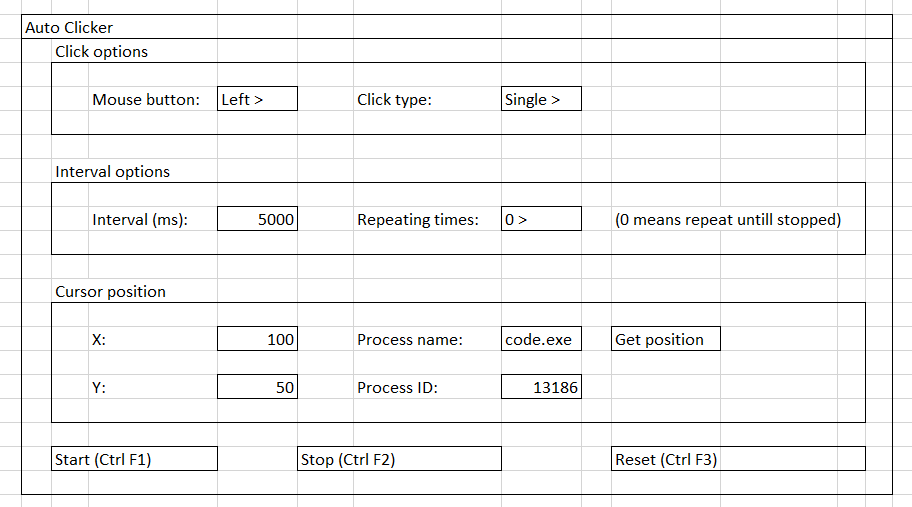 Auto Clicker
Click options
Mouse button: Left > Click type: Single >
Interval options
Interval (ms): 5000 Repeating times: 0 > (0 means repeat untill stopped)
Cursor position
X: 100 Process name: code.exe Get position
Y: 50 Process ID: 13186
Start (Ctrl F1) Stop (Ctrl F2) Reset (Ctrl F3)